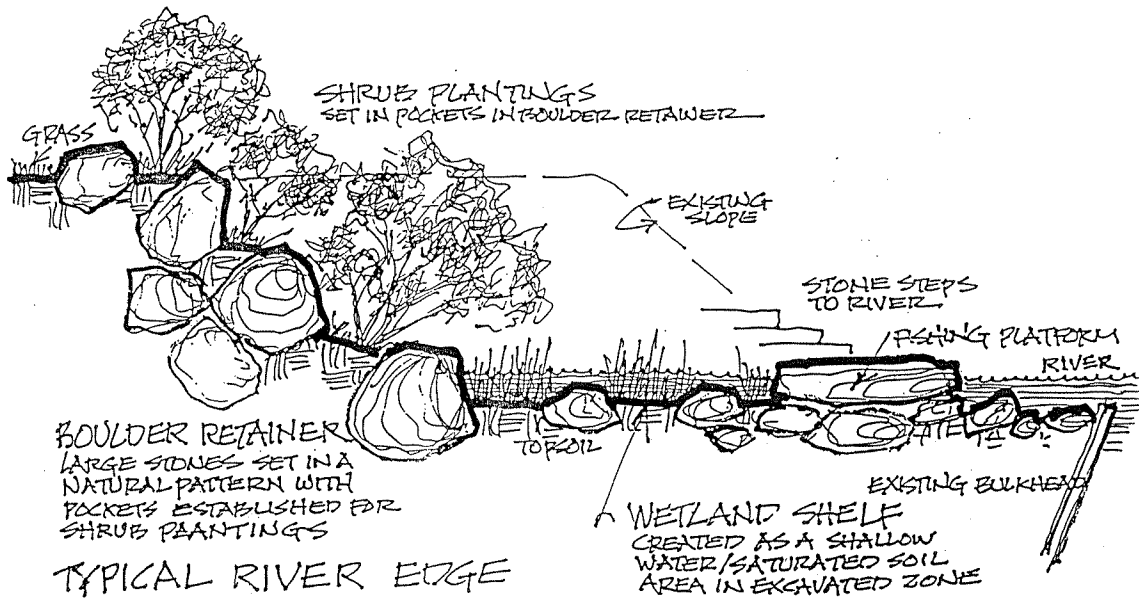 GRASS
SHRUB PLANTINGS
SET IN POCKETS IN BOULDER RETAINER
EXISTING
SLOPE
STONE STEPS
TO RIVER
FISHING PLATFORM
RIVER
TOPSOIL
BOULDER RETAINER
LARGE STONES SET IN A
NATURAL PATTERN WITH
POCKETS ESTABLISHED FOR
SHRUB PAANTINGS
EXISTING BULKHEAD
WETLAND SHELF
CREATED AS A SHALLOW
WATER/SATURATED SOIL
AREA IN EXCAVATED ZONE
TYPICAL RIVER EDGE